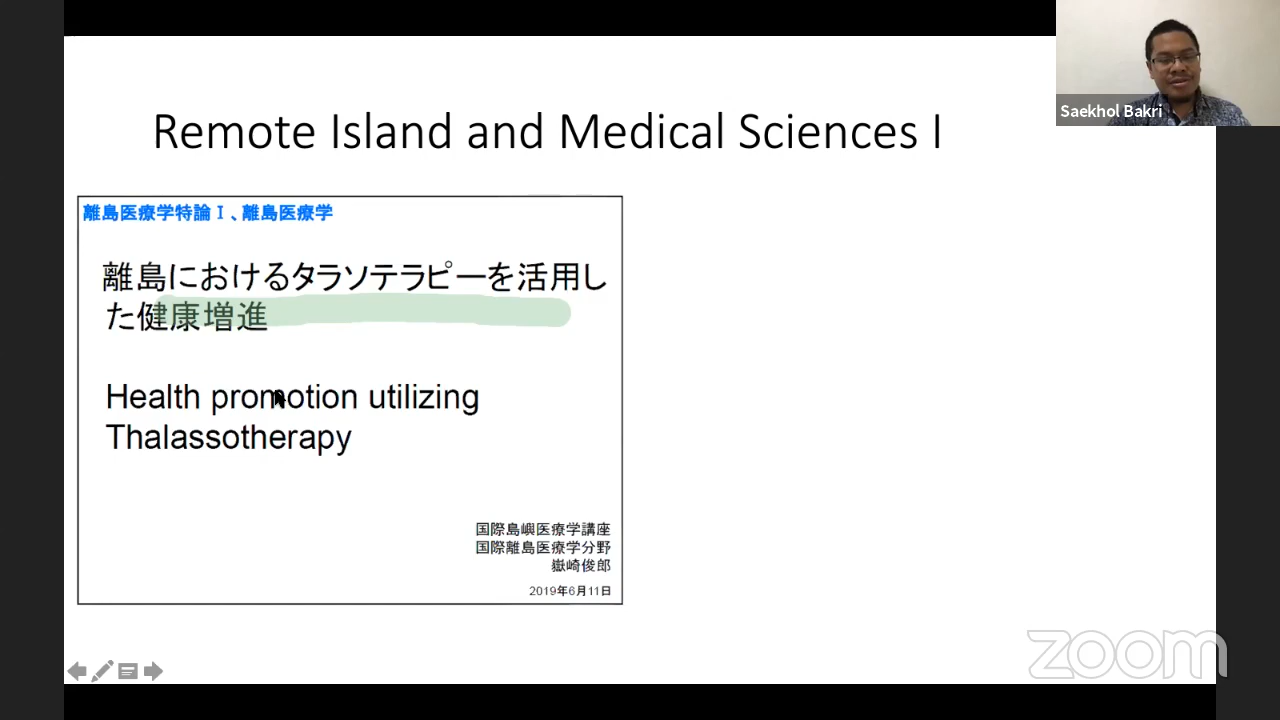 Remote Island and Medical Sciences I
Saekhol Bakri
離島医療学特論Ⅰ、離島医療学
離島におけるタラソテラピーを活用し
た健康増進
Health promotion utilizing
Thalassotherapy
国際島嶼医療学講座
国際離島医療学分野
嶽崎俊郎
2019年6月11日
zoom